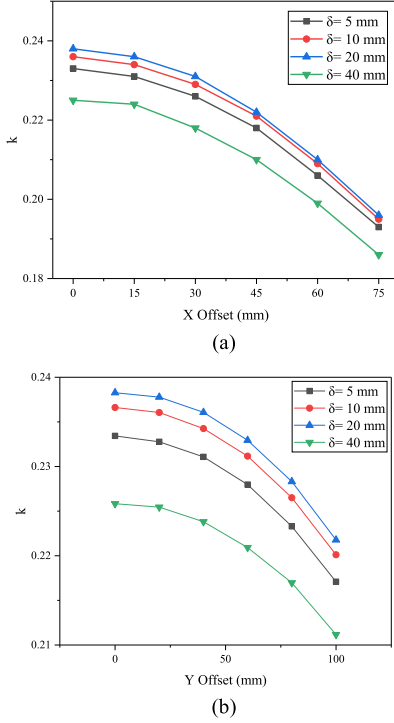 δ= 5 mm
δ= 10 mm
δ= 20 mm
δ= 40 mm
0.24
0.22
0.20
0.18
k
0 15 30 45 60 75
X Offset (mm)
(a)
δ= 5 mm
δ= 10 mm
δ= 20 mm
δ= 40 mm
0.24
0.23
0.22
0.21
k
0 50 100
Y Offset (mm)
(b)